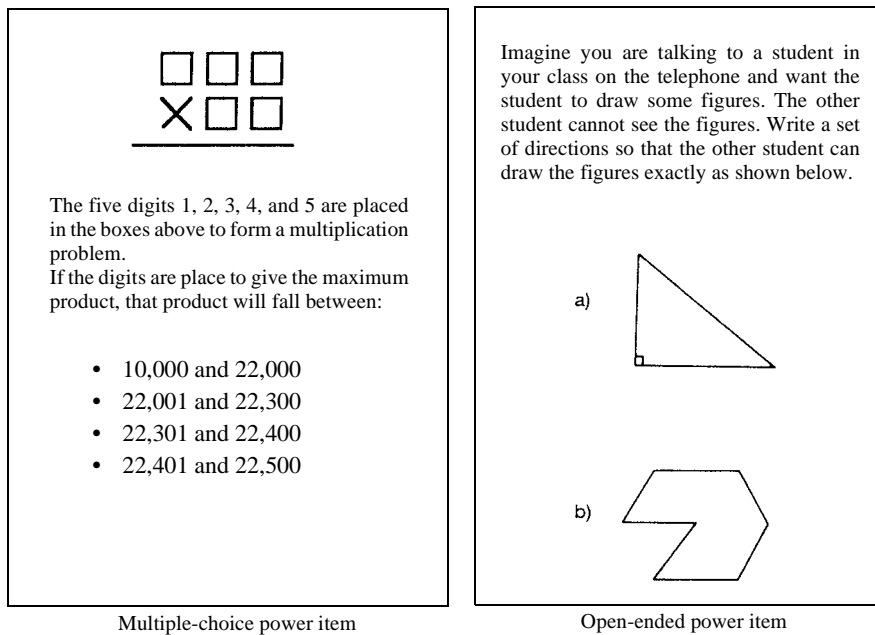 The five digits 1, 2, 3, 4, and 5 are placed
in the boxes above to form a multiplication
problem.
If the digits are place to give the maximum
product, that product will fall between:
• 10,000 and 22,000
• 22,001 and 22,300
• 22,301 and 22,400
• 22,401 and 22,500
Multiple-choice power item
Imagine you are talking to a student in
your class on the telephone and want the
student to draw some figures. The other
student cannot see the figures. Write a set
of directions so that the other student can
draw the figures exactly as shown below.
a)
b)
Open-ended power item